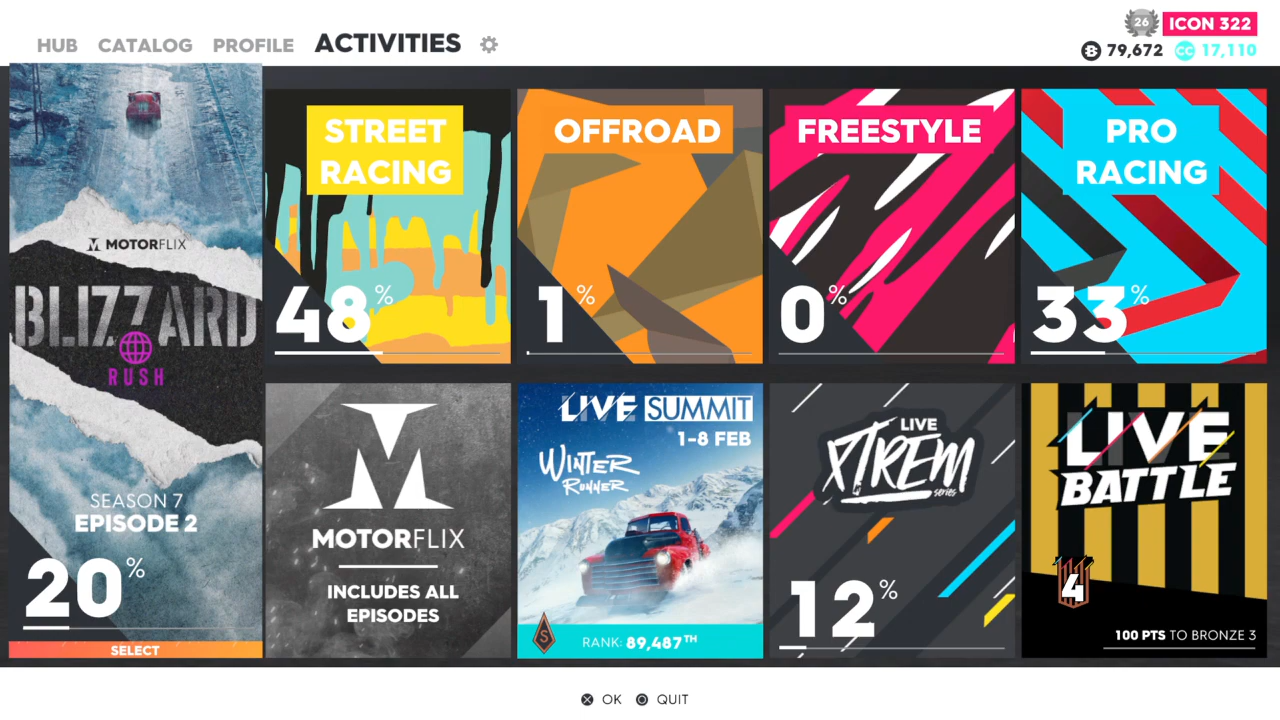 HUB CATALOG PROFILE ACTIVITIES
26 ICON 322
B 79,672 CC 17,110
MOTORFLIX
BLIZZARD
RUSH
SEASON 7
EPISODE 2
20%
SELECT
STREET
RACING
48%
OFFROAD
1%
FREESTYLE
0%
PRO
RACING
33%
M
MOTORFLIX
INCLUDES ALL
EPISODES
LIVE SUMMIT
1-8 FEB
WINTER
RUNNER
S
RANK: 89,487TH
LIVE
XTREM
series
12%
LIVE
BATTLE
4
100 PTS TO BRONZE 3
OK QUIT